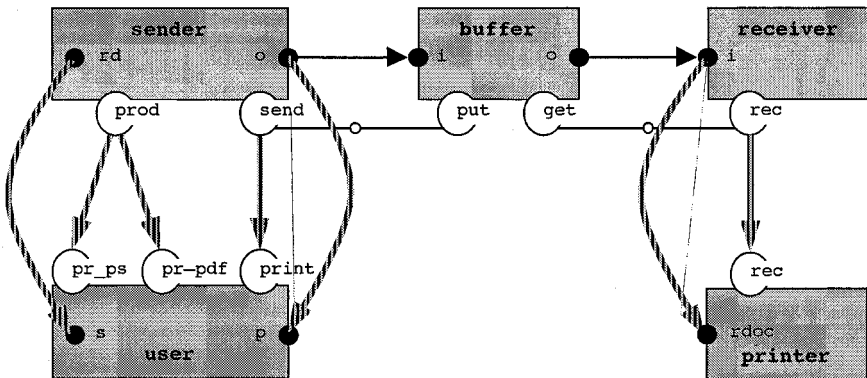 sender buffer receiver
rd o i o i
prod send put get rec
pr_ps pr-pdf print rec
s p rdoc
user printer